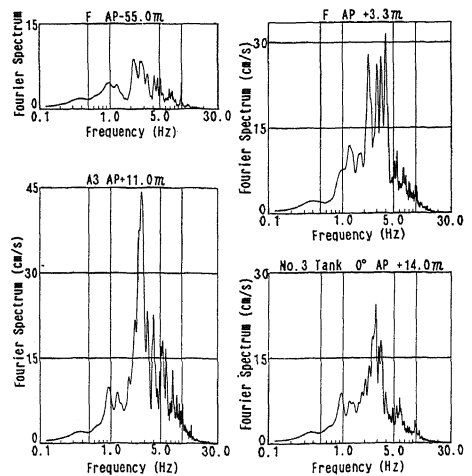 F AP-55.0m
Fourier Spectrum
15
0
0.1 1.0 5.0 30.0
Frequency (Hz)
F AP +3.3m
Fourier Spectrum (cm/s)
30
15
0
0.1 1.0 5.0 30.0
Frequency (Hz)
A3 AP+11.0m
Fourier Spectrum (cm/s)
45
30
15
0
0.1 1.0 5.0 30.0
Frequency (Hz)
No.3 Tank 0° AP +14.0m
Fourier Spectrum (cm/s)
30
15
0
0.1 1.0 5.0 30.0
Frequency (Hz)